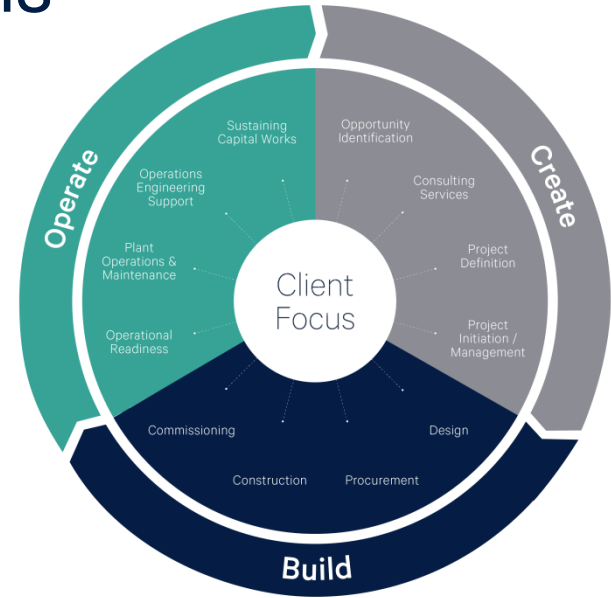 Sustaining
Capital Works
Opportunity
Identification
Operations
Engineering
Support
Consulting
Services
Plant
Operations &
Maintenance
Project
Definition
Operational
Readiness
Project
Initiation /
Management
Client
Focus
Commissioning
Design
Construction
Procurement
Operate
Create
Build